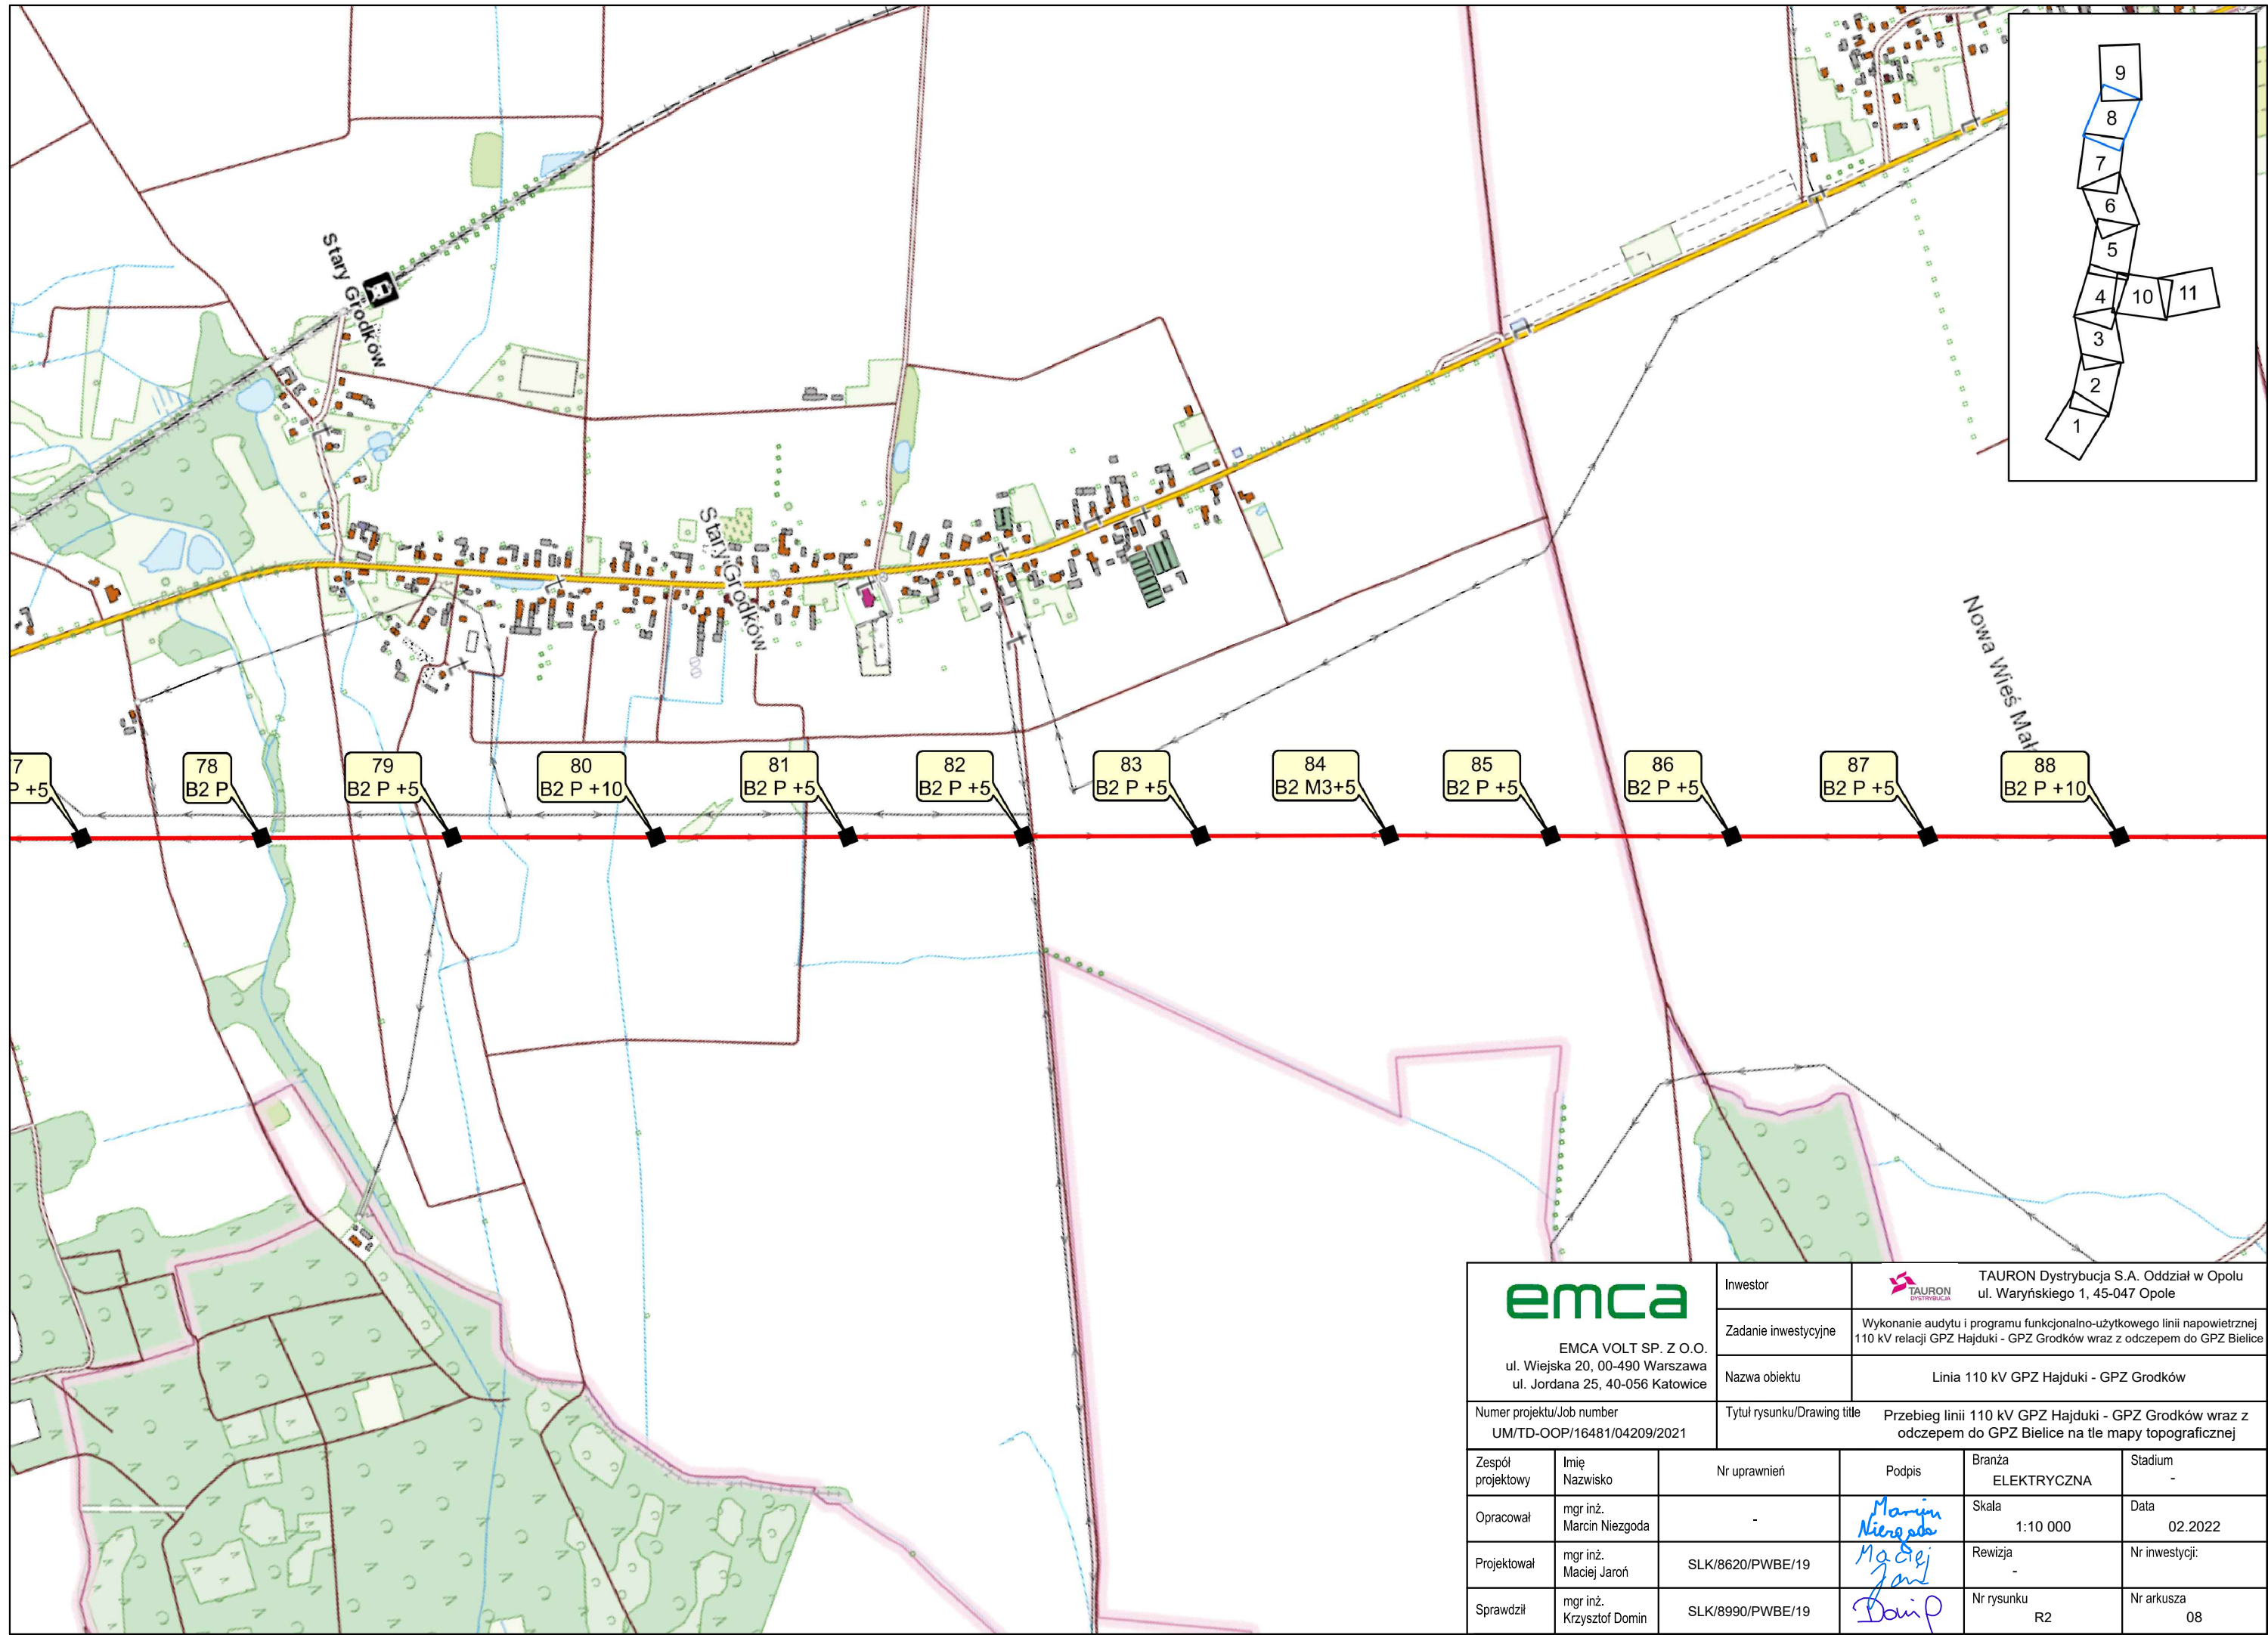 9
8
7
6
5
4
10
11
3
2
1
Stary Grodków
Stary Grodków
Nowa Wieś Mał
7
P +5
78
B2 P
79
B2 P +5
80
B2 P +10
81
B2 P +5
82
B2 P +5
83
B2 P +5
84
B2 M3+5
85
B2 P +5
86
B2 P +5
87
B2 P +5
88
B2 P +10
emca
EMCA VOLT SP. Z O.O.
ul. Wiejska 20, 00-490 Warszawa
ul. Jordana 25, 40-056 Katowice
Inwestor
TAURON
DYSTRYBUCJA
TAURON Dystrybucja S.A. Oddział w Opolu
ul. Waryńskiego 1, 45-047 Opole
Zadanie inwestycyjne
Wykonanie audytu i programu funkcjonalno-użytkowego linii napowietrznej
110 kV relacji GPZ Hajduki - GPZ Grodków wraz z odczepem do GPZ Bielice
Nazwa obiektu
Linia 110 kV GPZ Hajduki - GPZ Grodków
Numer projektu/Job number
UM/TD-OOP/16481/04209/2021
Tytuł rysunku/Drawing title
Przebieg linii 110 kV GPZ Hajduki - GPZ Grodków wraz z
odczepem do GPZ Bielice na tle mapy topograficznej
Zespół
projektowy
Imię
Nazwisko
Nr uprawnień
Podpis
Branża
ELEKTRYCZNA
Stadium
-
Opracował
mgr inż.
Marcin Niezgoda
-
Marcin
Niezgoda
Skala
1:10 000
Data
02.2022
Projektował
mgr inż.
Maciej Jaroń
SLK/8620/PWBE/19
Maciej
Rewizja
-
Nr inwestycji:
Sprawdził
mgr inż.
Krzysztof Domin
SLK/8990/PWBE/19
Nr rysunku
R2
Nr arkusza
08